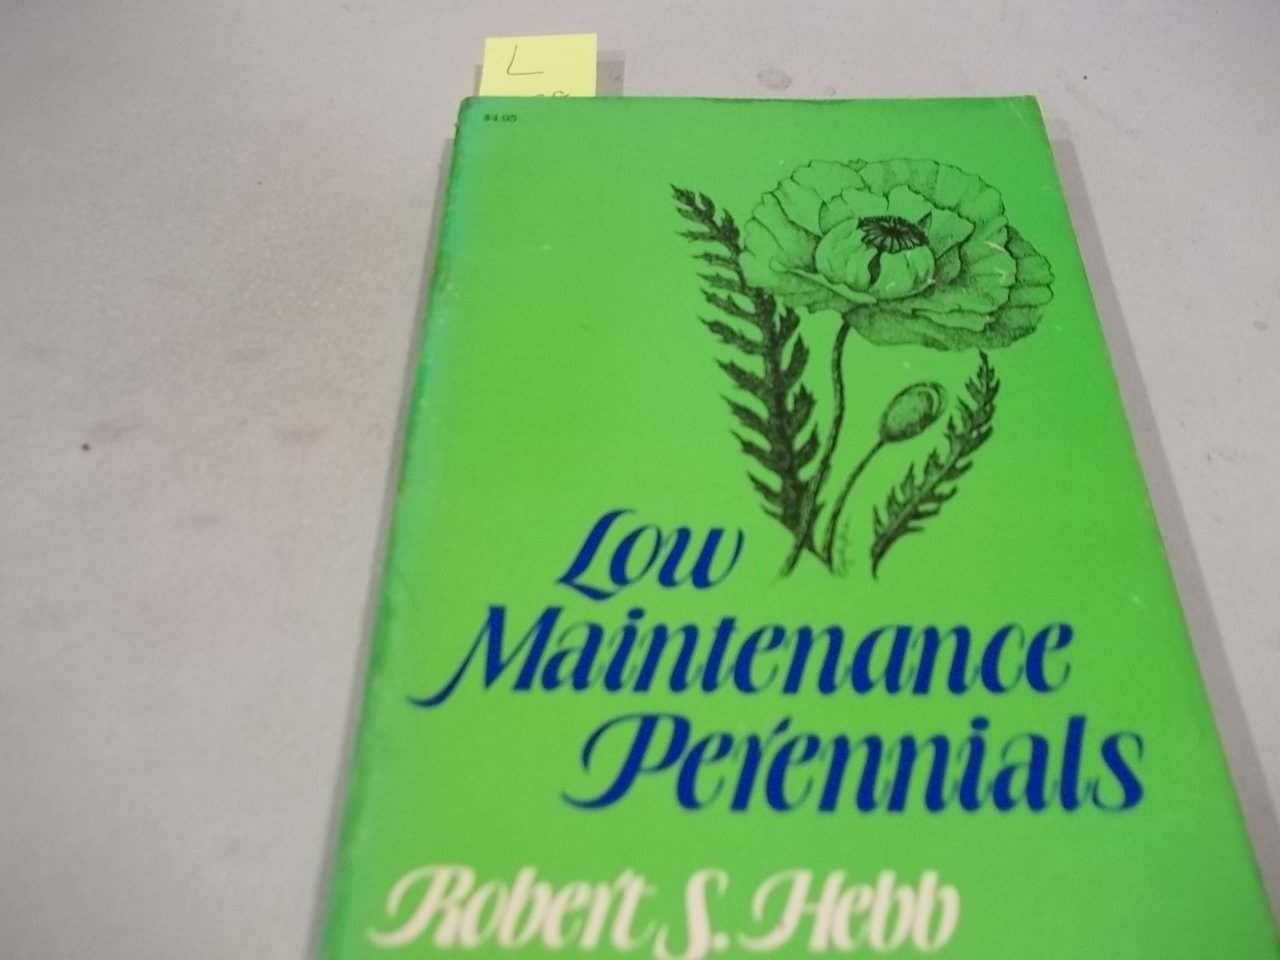 L
$4.95
Low
Maintenance
Perennials
Robert S. Hebb